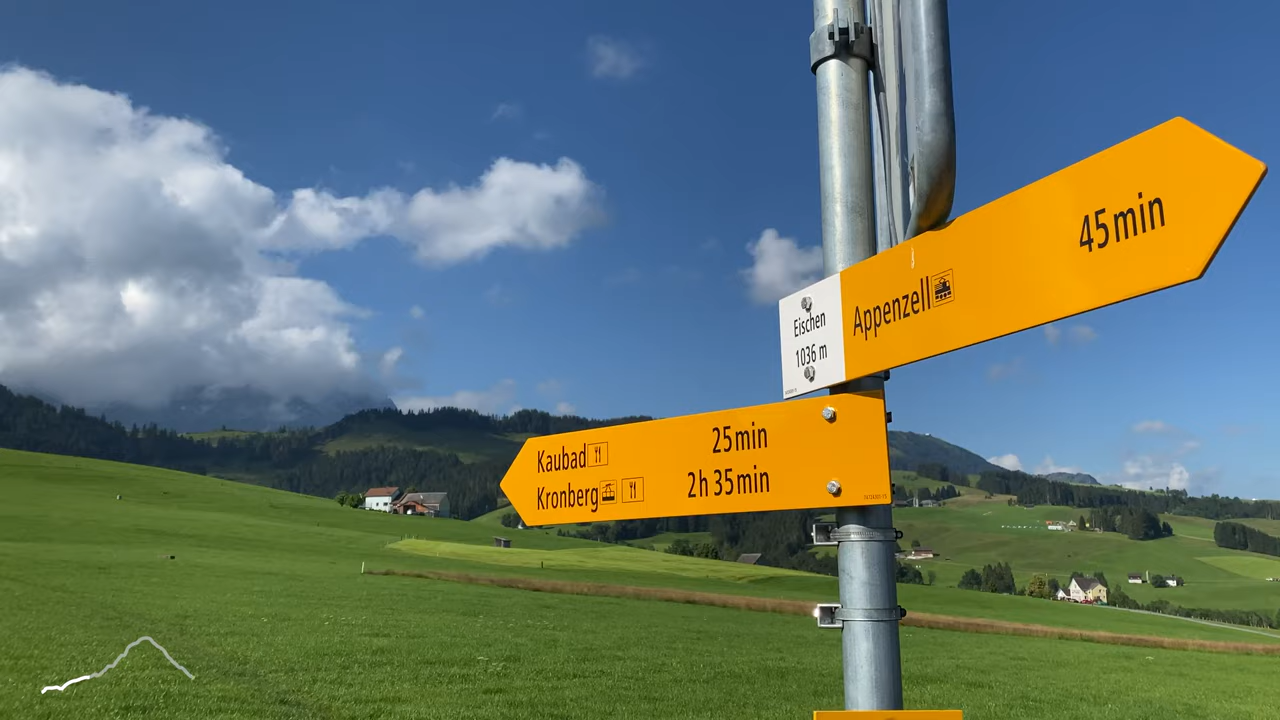 Eischen
1036 m
Appenzell 45min
Kaubad 25min
Kronberg 2h 35min